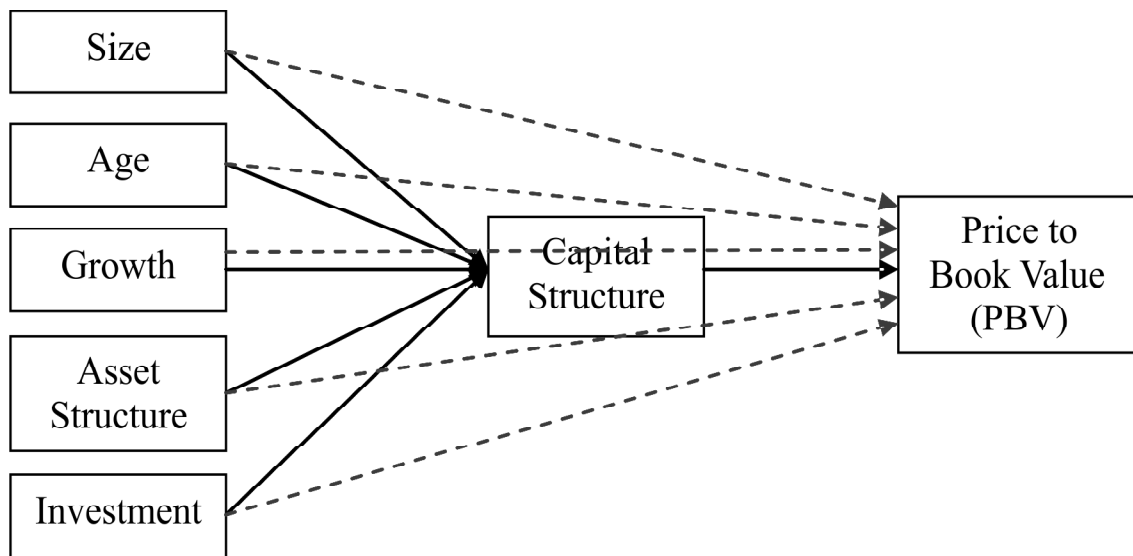 Size
Age
Growth
Asset
Structure
Investment
Capital
Structure
Price to
Book Value
(PBV)